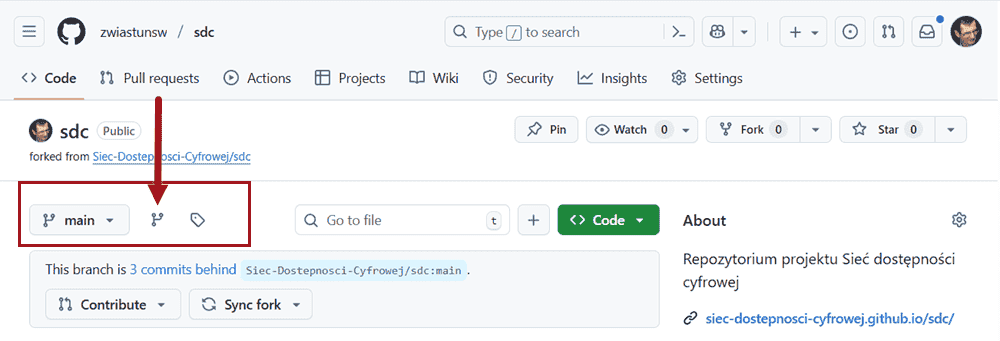 zwiastunsw / sdc
Type / to search
Code Pull requests Actions Projects Wiki Security Insights Settings
sdc Public
Pin Watch 0 Fork 0 Star 0
forked from Siec-Dostepnosci-Cyfrowej/sdc
main
Go to file t
Code
About
This branch is 3 commits behind Siec-Dostepnosci-Cyfrowej/sdc:main .
Contribute Sync fork
Repozytorium projektu Sieć dostępności
cyfrowej
siec-dostepnosci-cyfrowej.github.io/sdc/